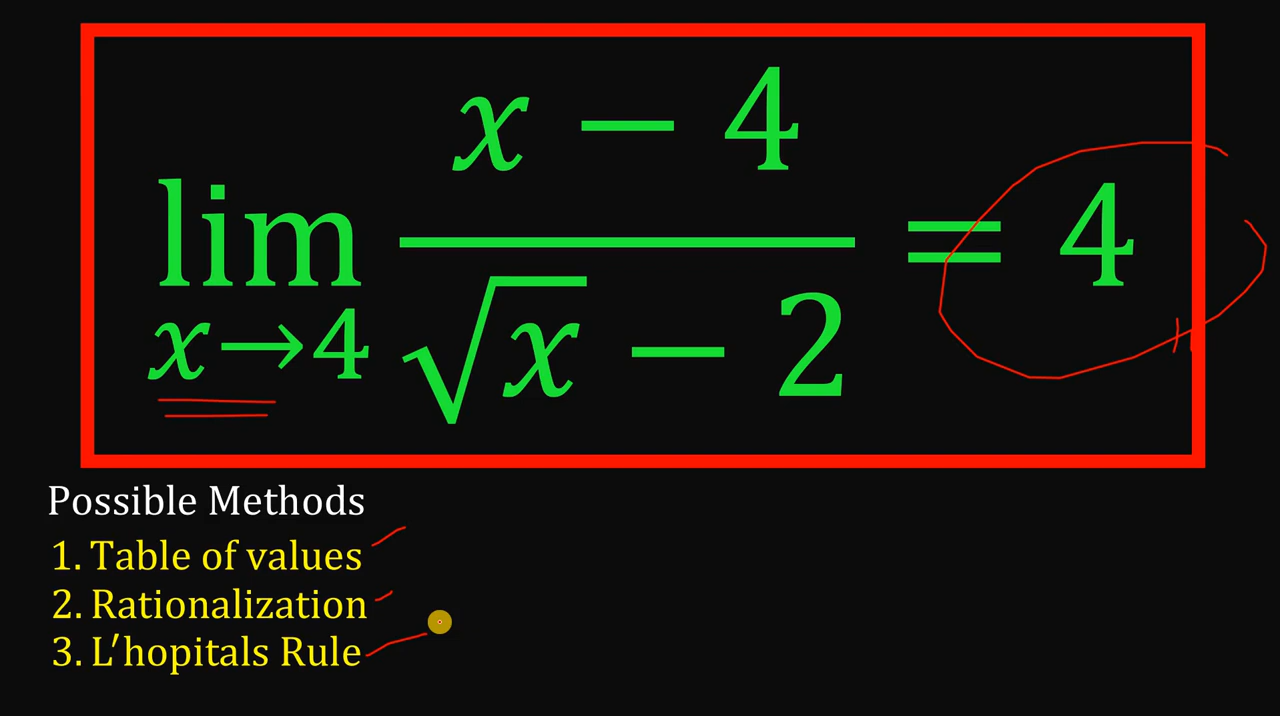 lim x→4 (x − 4)/(√x − 2) = 4
Possible Methods
1. Table of values
2. Rationalization
3. L′hopitals Rule